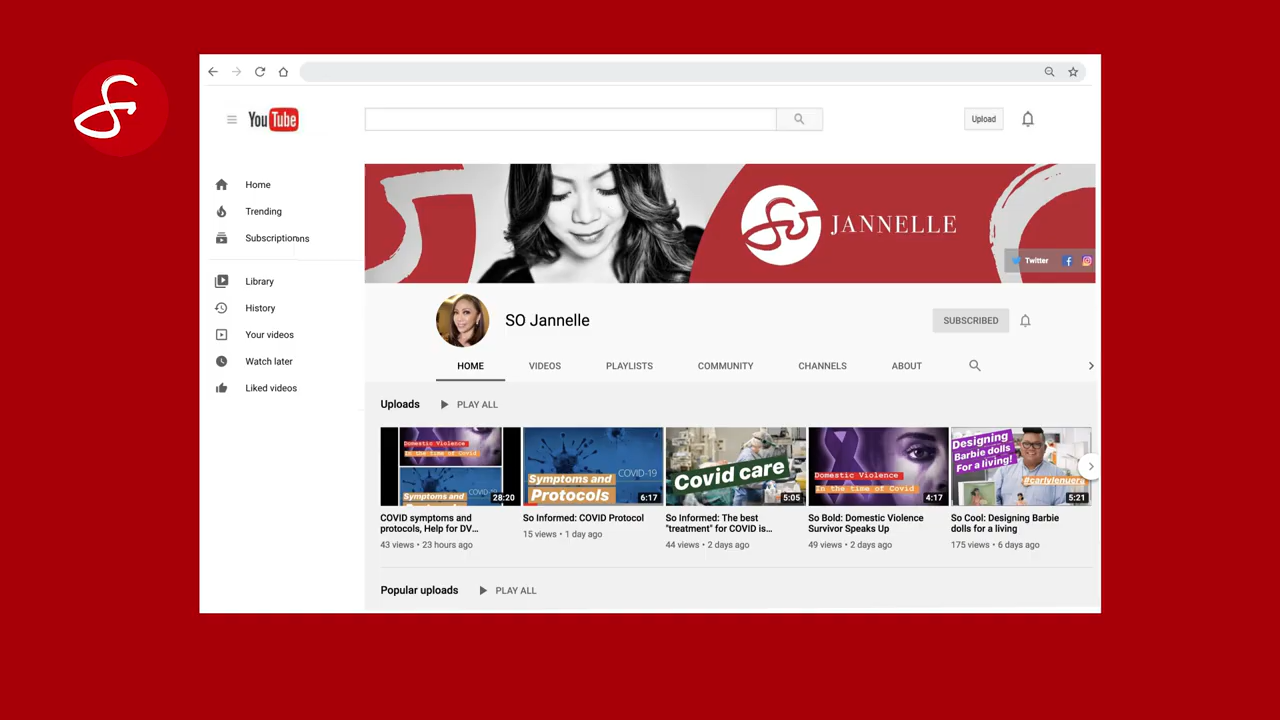 YouTube
Upload
Home
Trending
Subscriptionsns
Library
History
Your videos
Watch later
Liked videos
So JANNELLE
Twitter
SO Jannelle
SUBSCRIBED
HOME VIDEOS PLAYLISTS COMMUNITY CHANNELS ABOUT
Uploads PLAY ALL
Domestic Violence
In the time of Covid
COVID-19
Symptoms and
28:20
COVID-19
Symptoms and
Protocols
6:17
Covid care
5:05
Domestic Violence
In the time of Covid
4:17
Designing
Barbie dolls
For a living!
#carlylenuera
5:21
COVID symptoms and
protocols, Help for DV...
43 views • 23 hours ago
So Informed: COVID Protocol
15 views • 1 day ago
So Informed: The best
"treatment" for COVID is...
44 views • 2 days ago
So Bold: Domestic Violence
Survivor Speaks Up
49 views • 2 days ago
So Cool: Designing Barbie
dolls for a living
175 views • 6 days ago
Popular uploads PLAY ALL